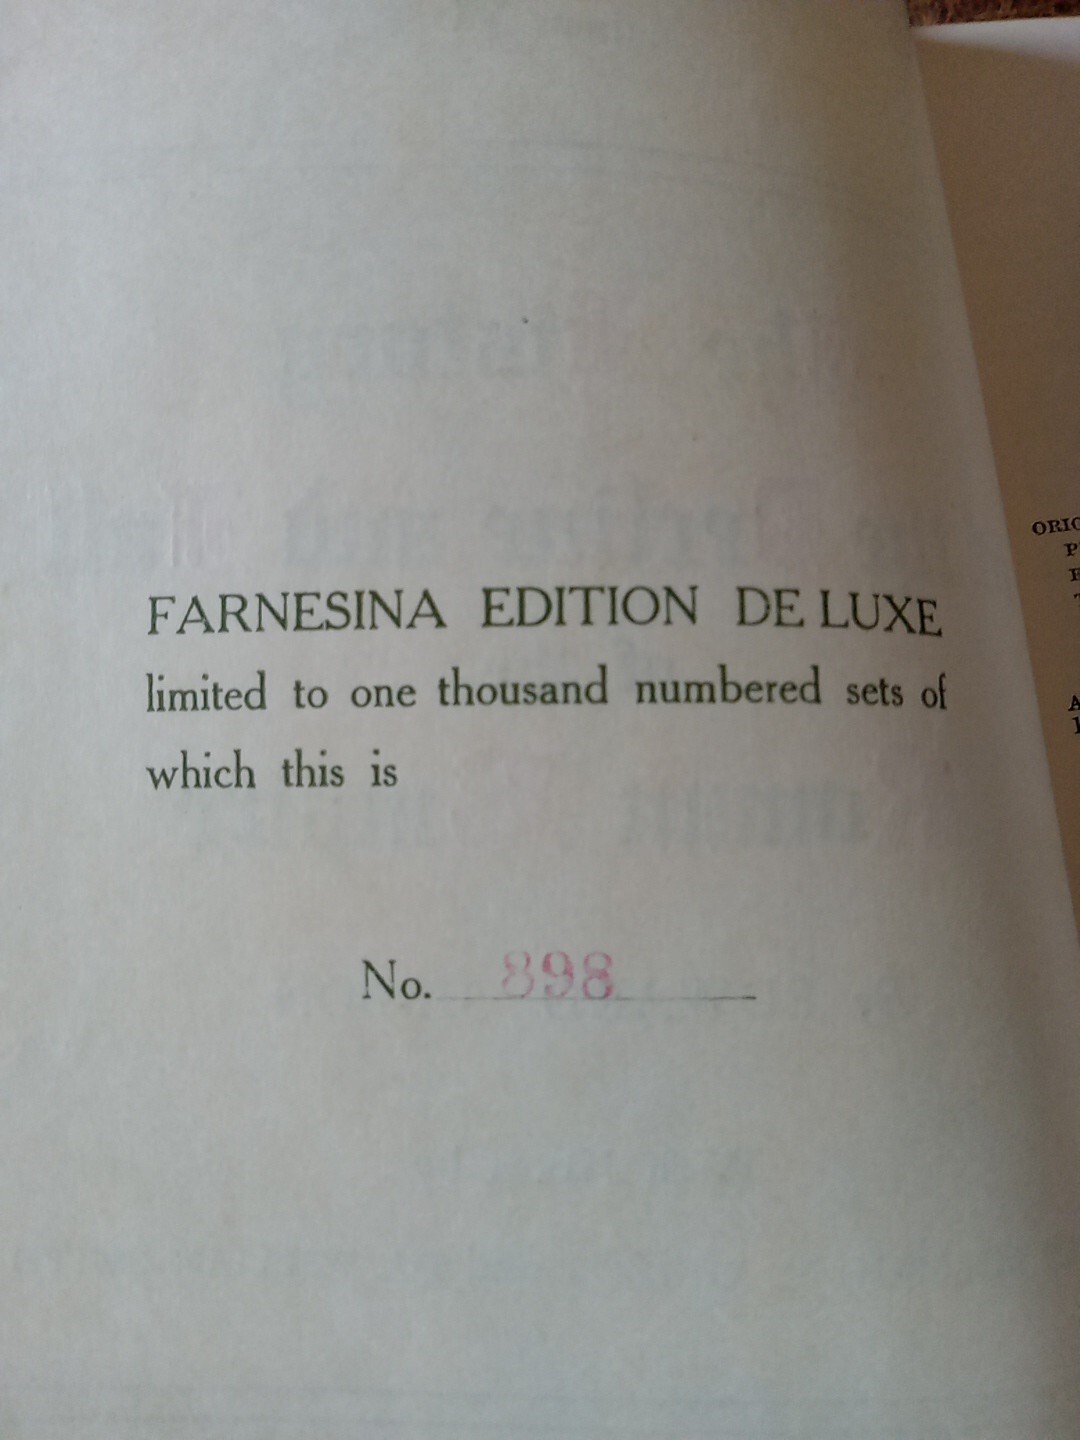 FARNESINA EDITION DE LUXE
limited to one thousand numbered sets of
which this is
No. 898